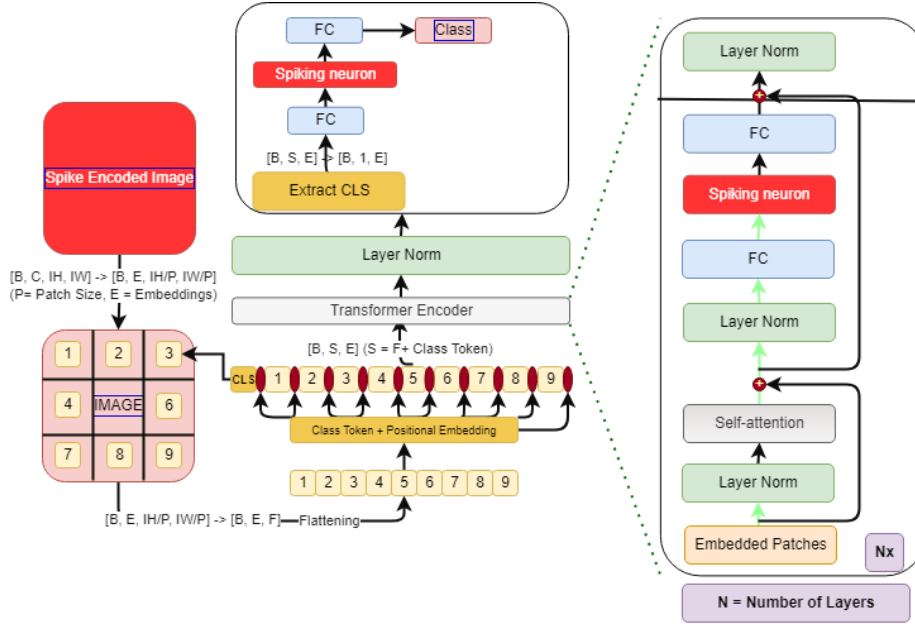 Spike Encoded Image
[B, C, IH, IW] -> [B, E, IH/P, IW/P]
(P= Patch Size, E = Embeddings)
1
2
3
4
IMAGE
6
7
8
9
[B, E, IH/P, IW/P] -> [B, E, F]
Flattening
1 2 3 4 5 6 7 8 9
Class Token + Positional Embedding
CLS 1 2 3 4 5 6 7 8 9
[B, S, E] (S = F+ Class Token)
Transformer Encoder
Layer Norm
Extract CLS
[B, S, E] -> [B, 1, E]
FC
Spiking neuron
FC
Class
Layer Norm
+
FC
Spiking neuron
FC
Layer Norm
+
Self-attention
Layer Norm
Embedded Patches
Nx
N = Number of Layers